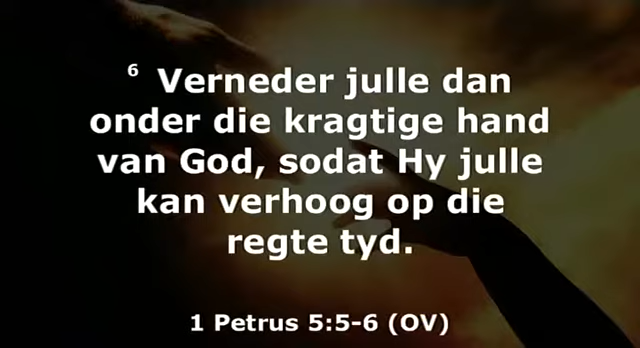 6 Verneder julle dan
onder die kragtige hand
van God, sodat Hy julle
kan verhoog op die
regte tyd.
1 Petrus 5:5-6 (OV)